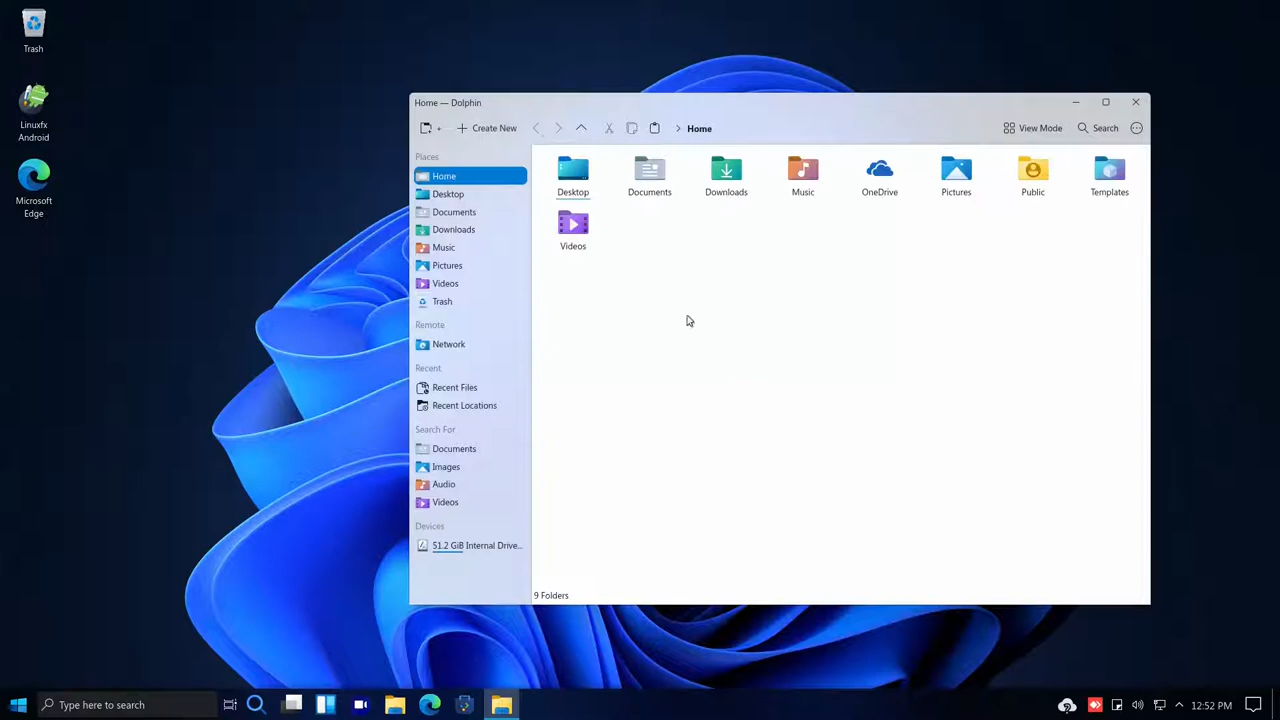 Trash
Linuxfx
Android
Microsoft
Edge
Home — Dolphin
Create New
Home
View Mode
Search
Places
Home
Desktop
Documents
Downloads
Music
Pictures
Videos
Trash
Remote
Network
Recent
Recent Files
Recent Locations
Search For
Documents
Images
Audio
Videos
Devices
51.2 GiB Internal Drive...
Desktop
Documents
Downloads
Music
OneDrive
Pictures
Public
Templates
Videos
9 Folders
Type here to search
12:52 PM